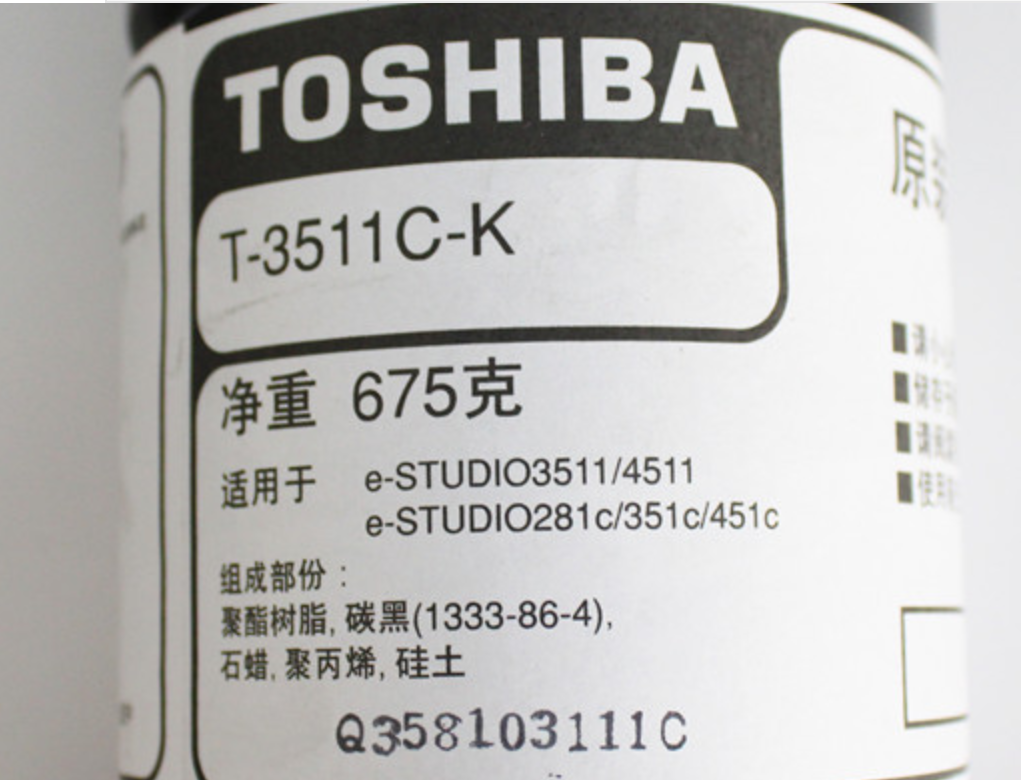 TOSHIBA
T-3511C-K
净重 675克
适用于 e-STUDIO3511/4511
e-STUDIO281c/351c/451c
组成部份：
聚酯树脂, 碳黑(1333-86-4),
石蜡, 聚丙烯, 硅土
Q358103111C
原